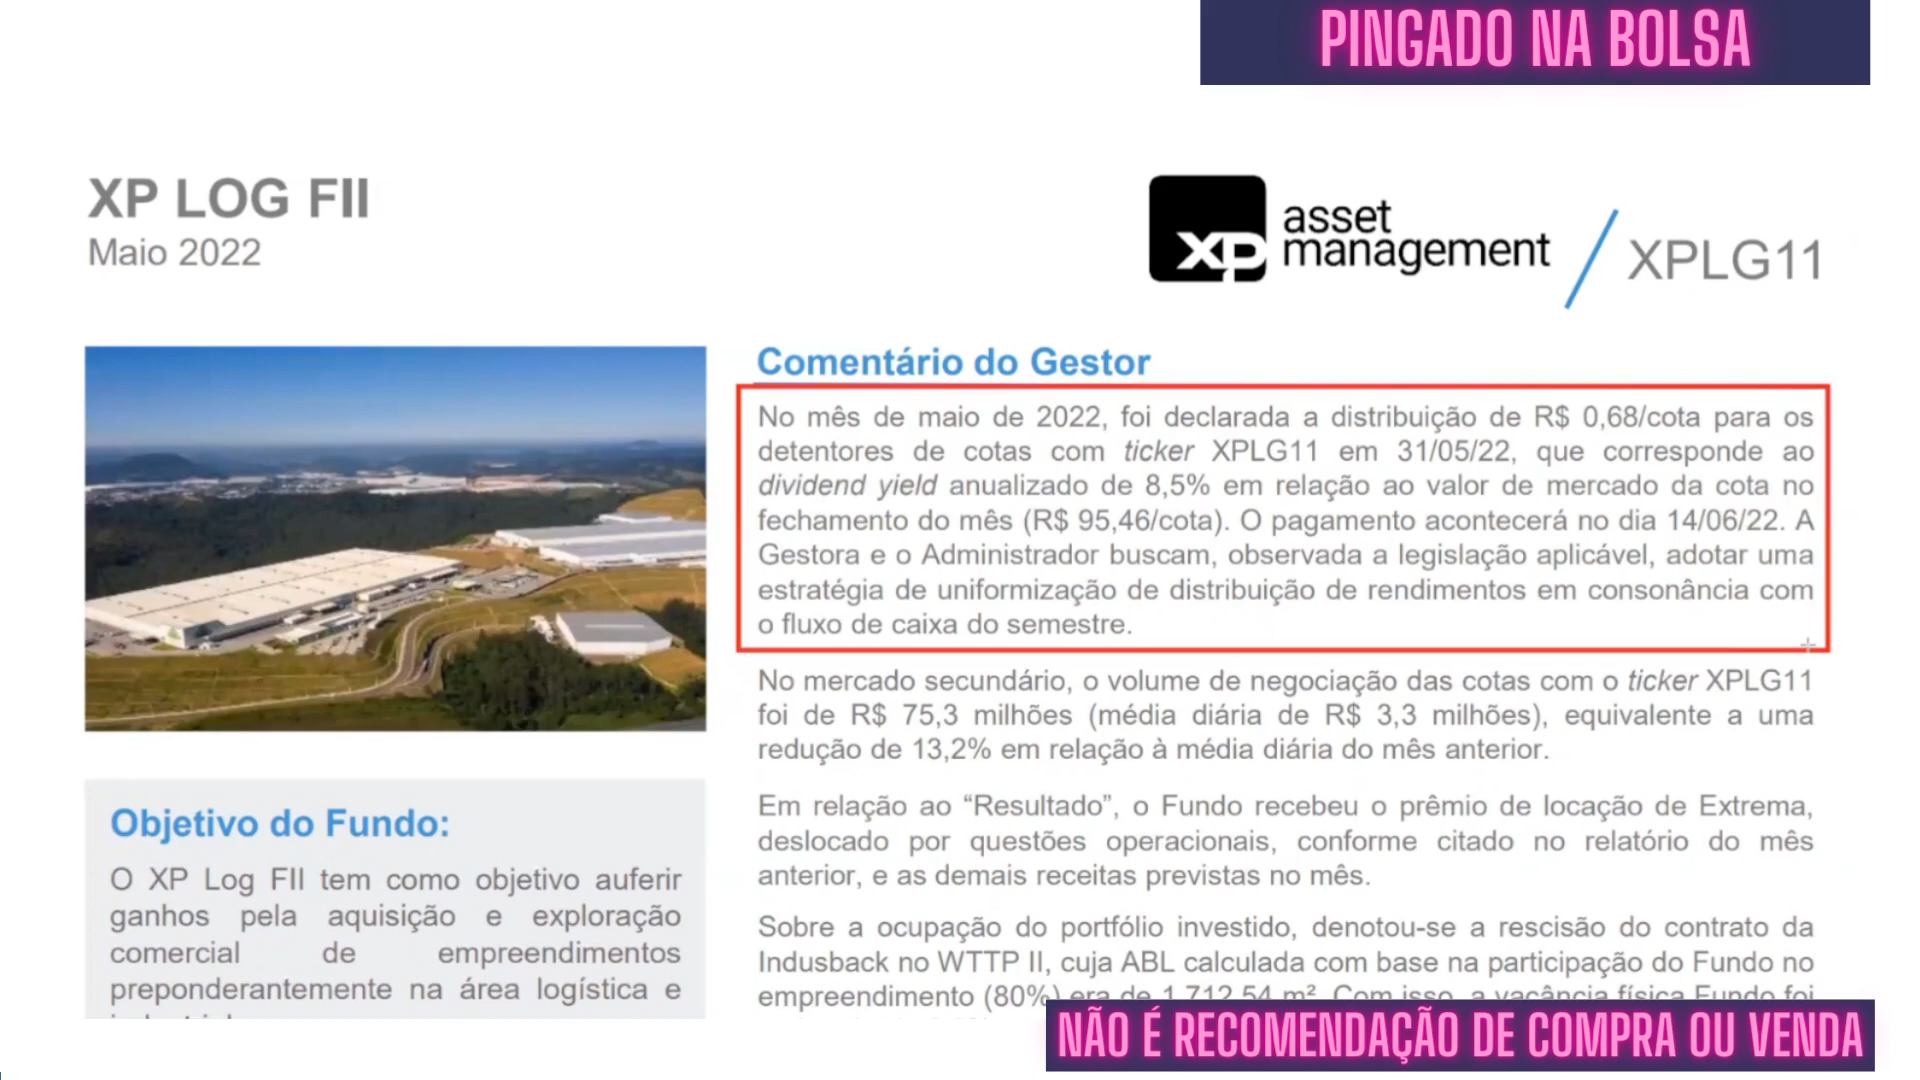 PINGADO NA BOLSA
XP LOG FII
Maio 2022
xp asset
management
XPLG11
Comentário do Gestor
No mês de maio de 2022, foi declarada a distribuição de R$ 0,68/cota para os
detentores de cotas com ticker XPLG11 em 31/05/22, que corresponde ao
dividend yield anualizado de 8,5% em relação ao valor de mercado da cota no
fechamento do mês (R$ 95,46/cota). O pagamento acontecerá no dia 14/06/22. A
Gestora e o Administrador buscam, observada a legislação aplicável, adotar uma
estratégia de uniformização de distribuição de rendimentos em consonância com
o fluxo de caixa do semestre.
No mercado secundário, o volume de negociação das cotas com o ticker XPLG11
foi de R$ 75,3 milhões (média diária de R$ 3,3 milhões), equivalente a uma
redução de 13,2% em relação à média diária do mês anterior.
Em relação ao “Resultado”, o Fundo recebeu o prêmio de locação de Extrema,
deslocado por questões operacionais, conforme citado no relatório do mês
anterior, e as demais receitas previstas no mês.
Sobre a ocupação do portfólio investido, denotou-se a rescisão do contrato da
Indusback no WTTP II, cuja ABL calculada com base na participação do Fundo no
empreendimento (80%) era de 1.712,54 m². Com isso, a vacância física Fundo foi
Objetivo do Fundo:
O XP Log FII tem como objetivo auferir
ganhos pela aquisição e exploração
comercial de empreendimentos
preponderantemente na área logística e
NÃO É RECOMENDAÇÃO DE COMPRA OU VENDA